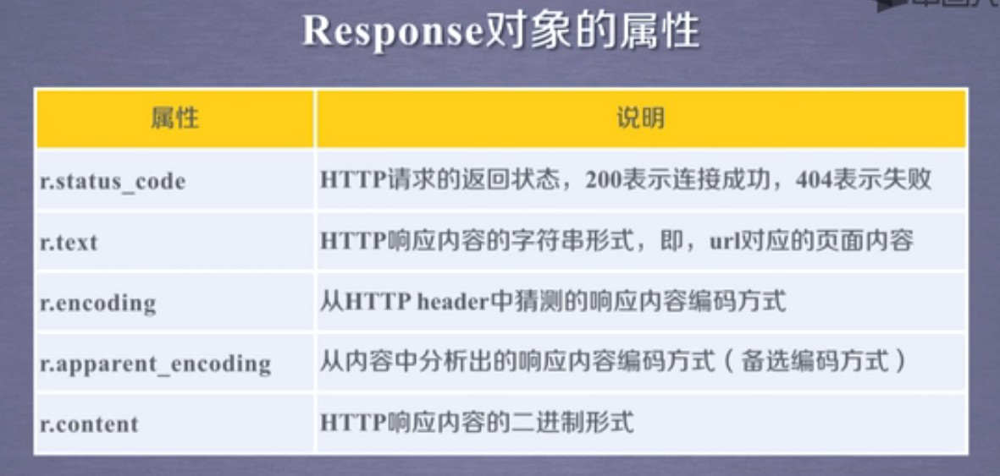 Response对象的属性
属性 说明
r.status_code HTTP请求的返回状态，200表示连接成功，404表示失败
r.text HTTP响应内容的字符串形式，即，url对应的页面内容
r.encoding 从HTTP header中猜测的响应内容编码方式
r.apparent_encoding 从内容中分析出的响应内容编码方式（备选编码方式）
r.content HTTP响应内容的二进制形式